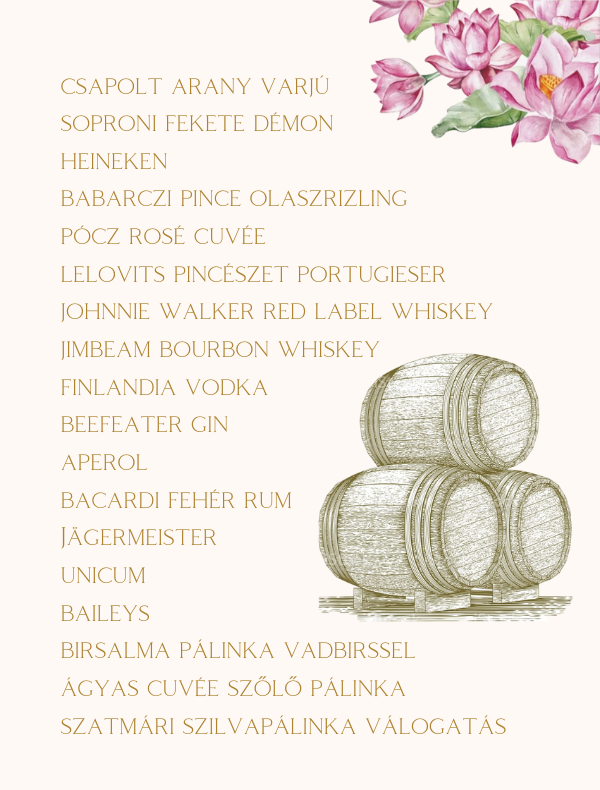 CSAPOLT ARANY VARJÚ
SOPRONI FEKETE DÉMON
HEINEKEN
BABARCZI PINCE OLASZRIZLING
PÓCZ ROSÉ CUVÉE
LELOVITS PINCÉSZET PORTUGIESER
JOHNNIE WALKER RED LABEL WHISKEY
JIMBEAM BOURBON WHISKEY
FINLANDIA VODKA
BEEFEATER GIN
APEROL
BACARDI FEHÉR RUM
JÄGERMEISTER
UNICUM
BAILEYS
BIRSALMA PÁLINKA VADBIRSSEL
ÁGYAS CUVÉE SZŐLŐ PÁLINKA
SZATMÁRI SZILVAPÁLINKA VÁLOGATÁS